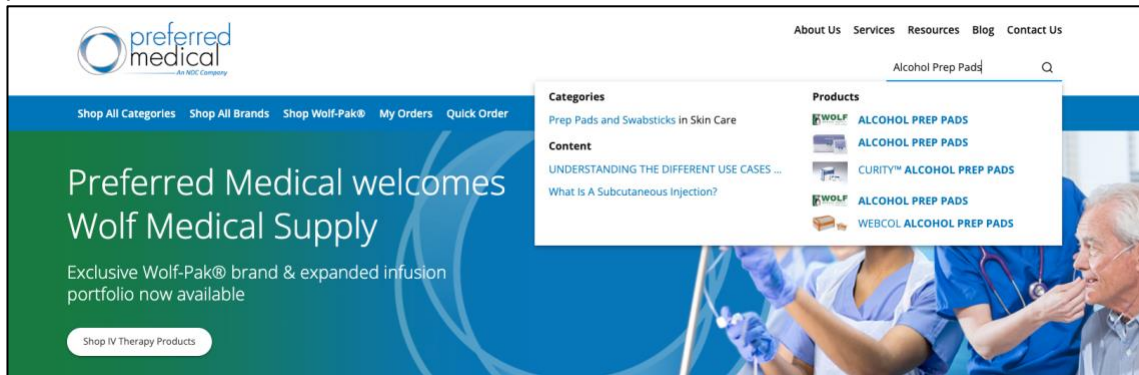 preferred
medical
An NDC Company
About Us Services Resources Blog Contact Us
Alcohol Prep Pads
Shop All Categories Shop All Brands Shop Wolf-Pak® My Orders Quick Order
Categories
Prep Pads and Swabsticks in Skin Care
Content
UNDERSTANDING THE DIFFERENT USE CASES ...
What Is A Subcutaneous Injection?
Products
WOLF ALCOHOL PREP PADS
ALCOHOL PREP PADS
CURITY™ ALCOHOL PREP PADS
WOLF ALCOHOL PREP PADS
WEBCOL ALCOHOL PREP PADS
Preferred Medical welcomes
Wolf Medical Supply
Exclusive Wolf-Pak® brand & expanded infusion
portfolio now available
Shop IV Therapy Products